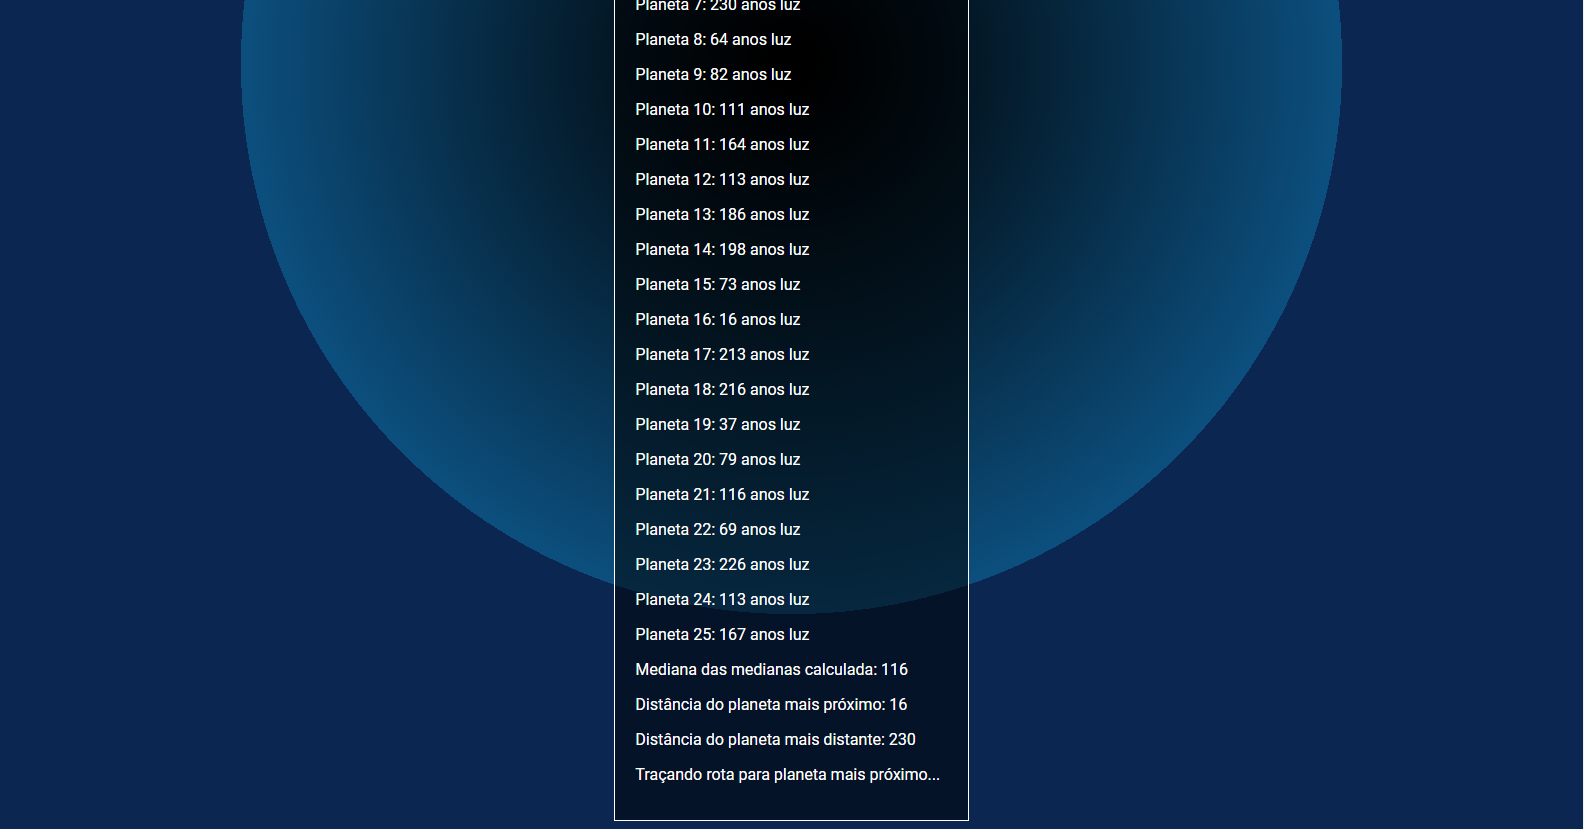 Planeta 7: 230 anos luz
Planeta 8: 64 anos luz
Planeta 9: 82 anos luz
Planeta 10: 111 anos luz
Planeta 11: 164 anos luz
Planeta 12: 113 anos luz
Planeta 13: 186 anos luz
Planeta 14: 198 anos luz
Planeta 15: 73 anos luz
Planeta 16: 16 anos luz
Planeta 17: 213 anos luz
Planeta 18: 216 anos luz
Planeta 19: 37 anos luz
Planeta 20: 79 anos luz
Planeta 21: 116 anos luz
Planeta 22: 69 anos luz
Planeta 23: 226 anos luz
Planeta 24: 113 anos luz
Planeta 25: 167 anos luz
Mediana das medianas calculada: 116
Distância do planeta mais próximo: 16
Distância do planeta mais distante: 230
Traçando rota para planeta mais próximo...